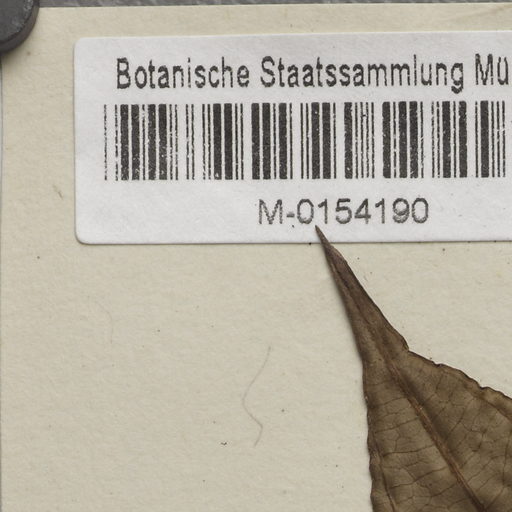 Botanische Staatssammlung Mü
M-0154190